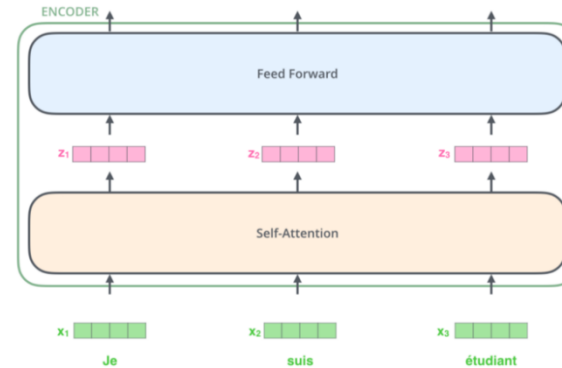 ENCODER
Feed Forward
z₁ z₂ z₃
Self-Attention
x₁ x₂ x₃
Je suis étudiant